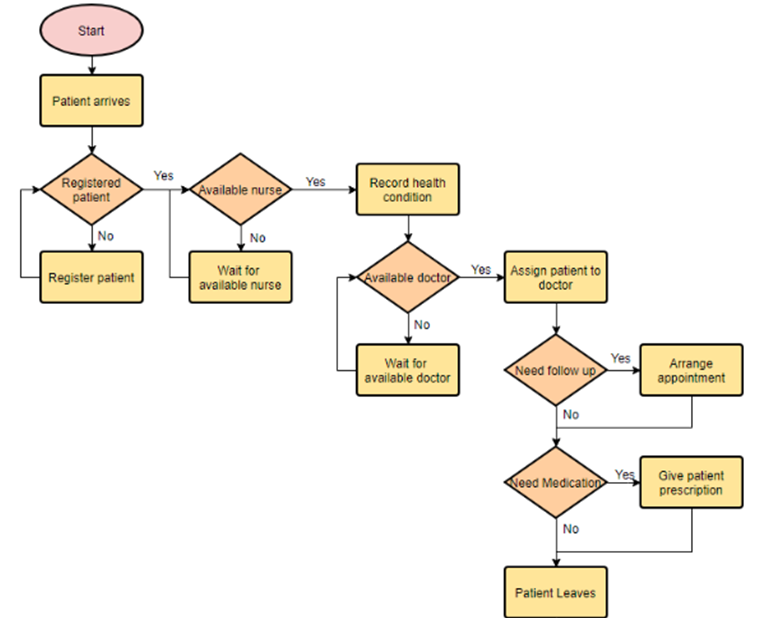 Start
Patient arrives
Registered
patient
Yes
Available nurse
Yes
Record health
condition
No
Register patient
No
Wait for
available nurse
Available doctor
Yes
Assign patient to
doctor
No
Wait for
available doctor
Need follow up
Yes
Arrange
appointment
No
Need Medication
Yes
Give patient
prescription
No
Patient Leaves